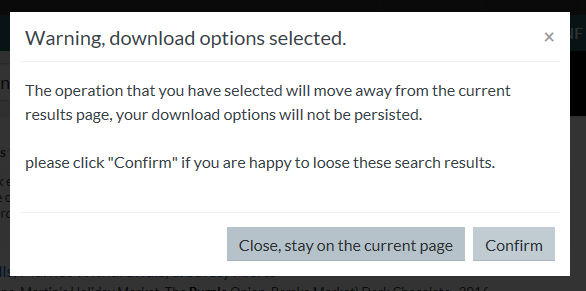 Warning, download options selected.
×
The operation that you have selected will move away from the current
results page, your download options will not be persisted.
please click "Confirm" if you are happy to loose these search results.
Close, stay on the current page
Confirm